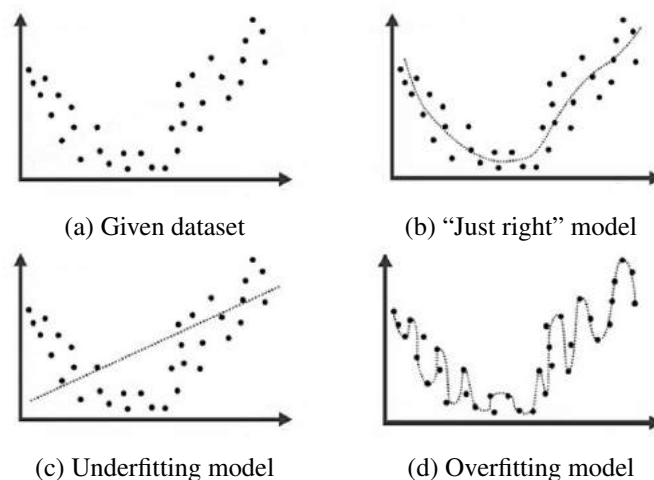 (a) Given dataset
(b) “Just right” model
(c) Underfitting model
(d) Overfitting model